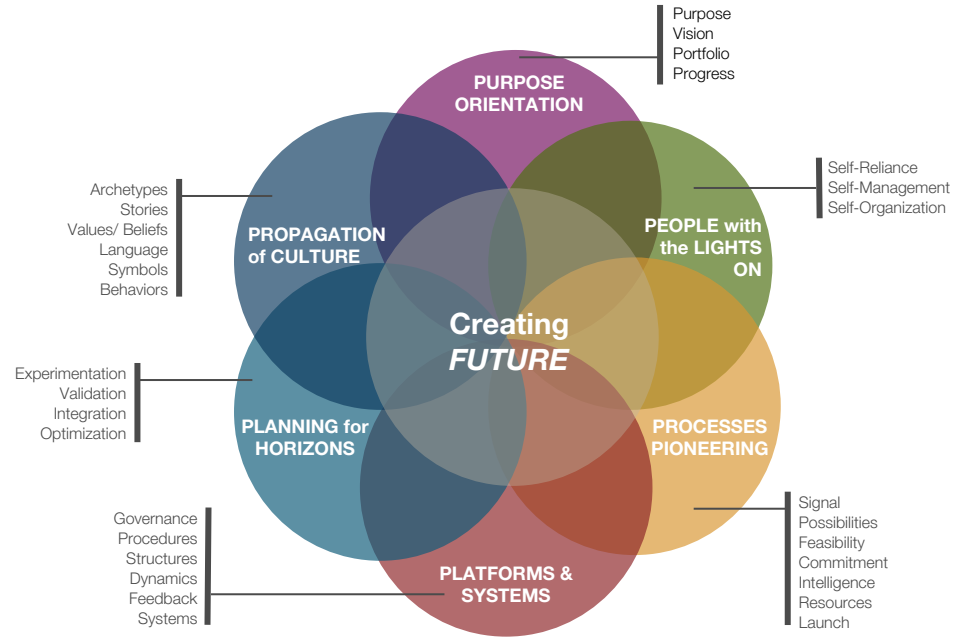 Purpose
Vision
Portfolio
Progress
PURPOSE
ORIENTATION
Self-Reliance
Self-Management
Self-Organization
PEOPLE with
the LIGHTS
ON
Archetypes
Stories
Values/ Beliefs
Language
Symbols
Behaviors
PROPAGATION
of CULTURE
Creating
FUTURE
Experimentation
Validation
Integration
Optimization
PLANNING for
HORIZONS
PROCESSES
PIONEERING
Signal
Possibilities
Feasibility
Commitment
Intelligence
Resources
Launch
Governance
Procedures
Structures
Dynamics
Feedback
Systems
PLATFORMS &
SYSTEMS